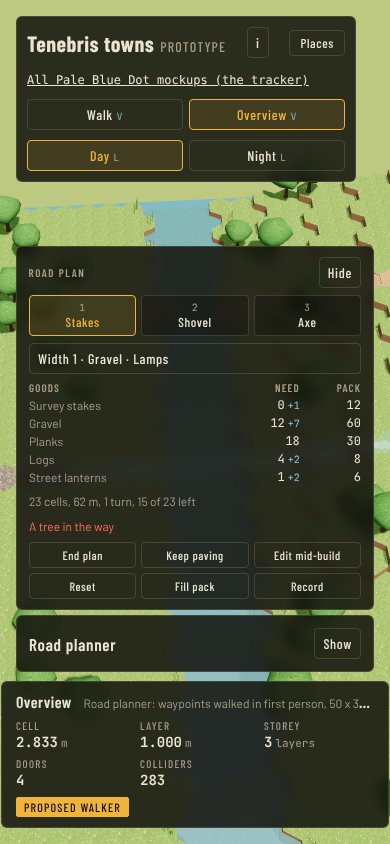 Tenebris towns PROTOTYPE i Places
All Pale Blue Dot mockups (the tracker)
Walk V Overview V
Day L Night L
ROAD PLAN Hide
1 2 3
Stakes Shovel Axe
Width 1 · Gravel · Lamps
GOODS NEED PACK
Survey stakes 0 +1 12
Gravel 12 +7 60
Planks 18 30
Logs 4 +2 8
Street lanterns 1 +2 6
23 cells, 62 m, 1 turn, 15 of 23 left
A tree in the way
End plan Keep paving Edit mid-build
Reset Fill pack Record
Road planner Show
Overview Road planner: waypoints walked in first person, 50 x 3...
CELL LAYER STOREY
2.833 m 1.000 m 3 layers
DOORS COLLIDERS
4 283
PROPOSED WALKER